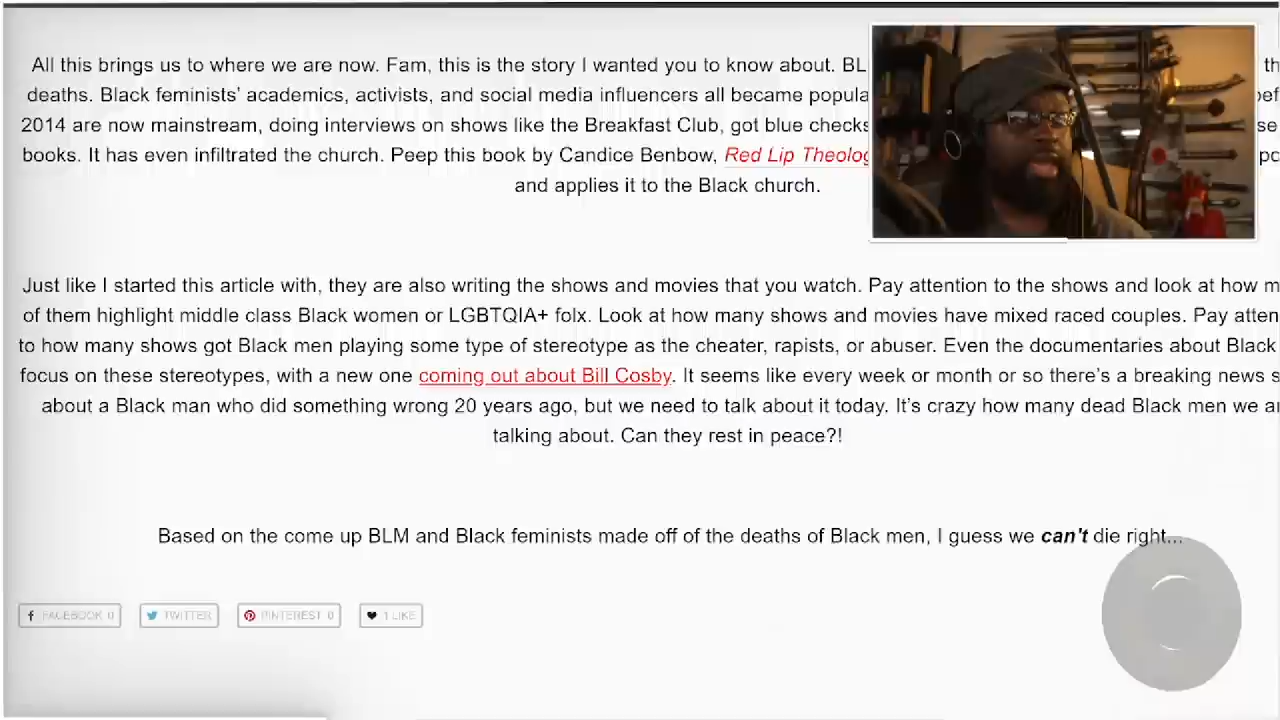 All this brings us to where we are now. Fam, this is the story I wanted you to know about. BL
deaths. Black feminists' academics, activists, and social media influencers all became popula
2014 are now mainstream, doing interviews on shows like the Breakfast Club, got blue checks
books. It has even infiltrated the church. Peep this book by Candice Benbow, Red Lip Theolog
and applies it to the Black church.
Just like I started this article with, they are also writing the shows and movies that you watch. Pay attention to the shows and look at how m
of them highlight middle class Black women or LGBTQIA+ folx. Look at how many shows and movies have mixed raced couples. Pay atten
to how many shows got Black men playing some type of stereotype as the cheater, rapists, or abuser. Even the documentaries about Black
focus on these stereotypes, with a new one coming out about Bill Cosby. It seems like every week or month or so there's a breaking news s
about a Black man who did something wrong 20 years ago, but we need to talk about it today. It's crazy how many dead Black men we a
talking about. Can they rest in peace?!
Based on the come up BLM and Black feminists made off of the deaths of Black men, I guess we can't die right...
FACEBOOK 0 TWITTER PINTEREST 0 1 LIKE